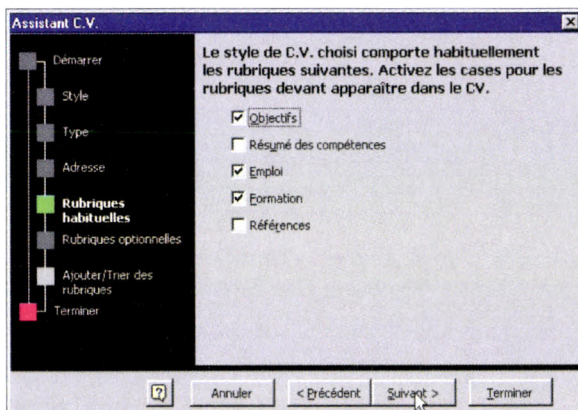 Assistant C.V.
Démarrer
Style
Type
Adresse
Rubriques
habituelles
Rubriques optionnelles
Ajouter/Trier des
rubriques
Terminer
Le style de C.V. choisi comporte habituellement
les rubriques suivantes. Activez les cases pour les
rubriques devant apparaître dans le CV.
Objectifs
Résumé des compétences
Emploi
Formation
Références
Annuler
< Précédent
Suivant >
Terminer